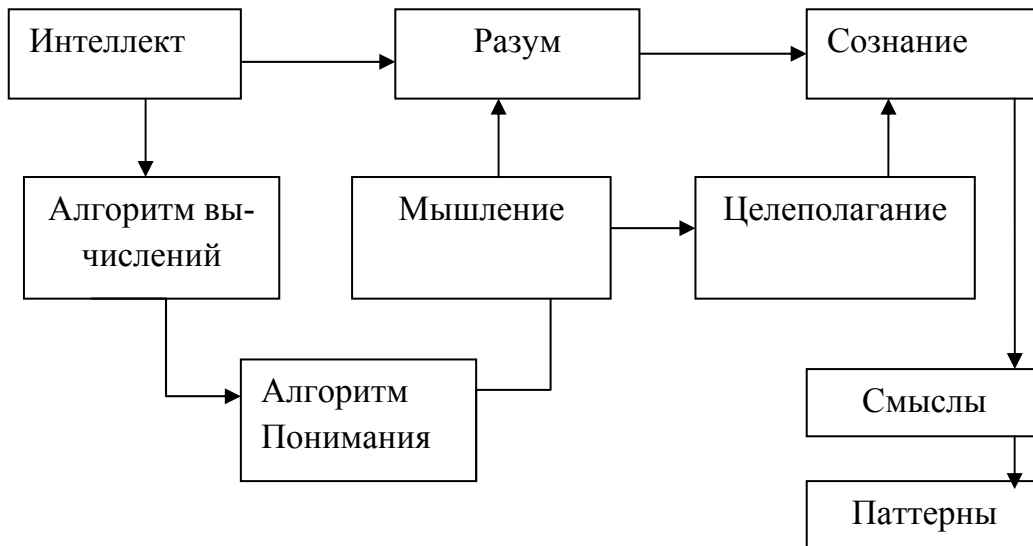 Интеллект
Разум
Сознание
Алгоритм вы-
числений
Мышление
Целеполагание
Алгоритм
Понимания
Смыслы
Паттерны